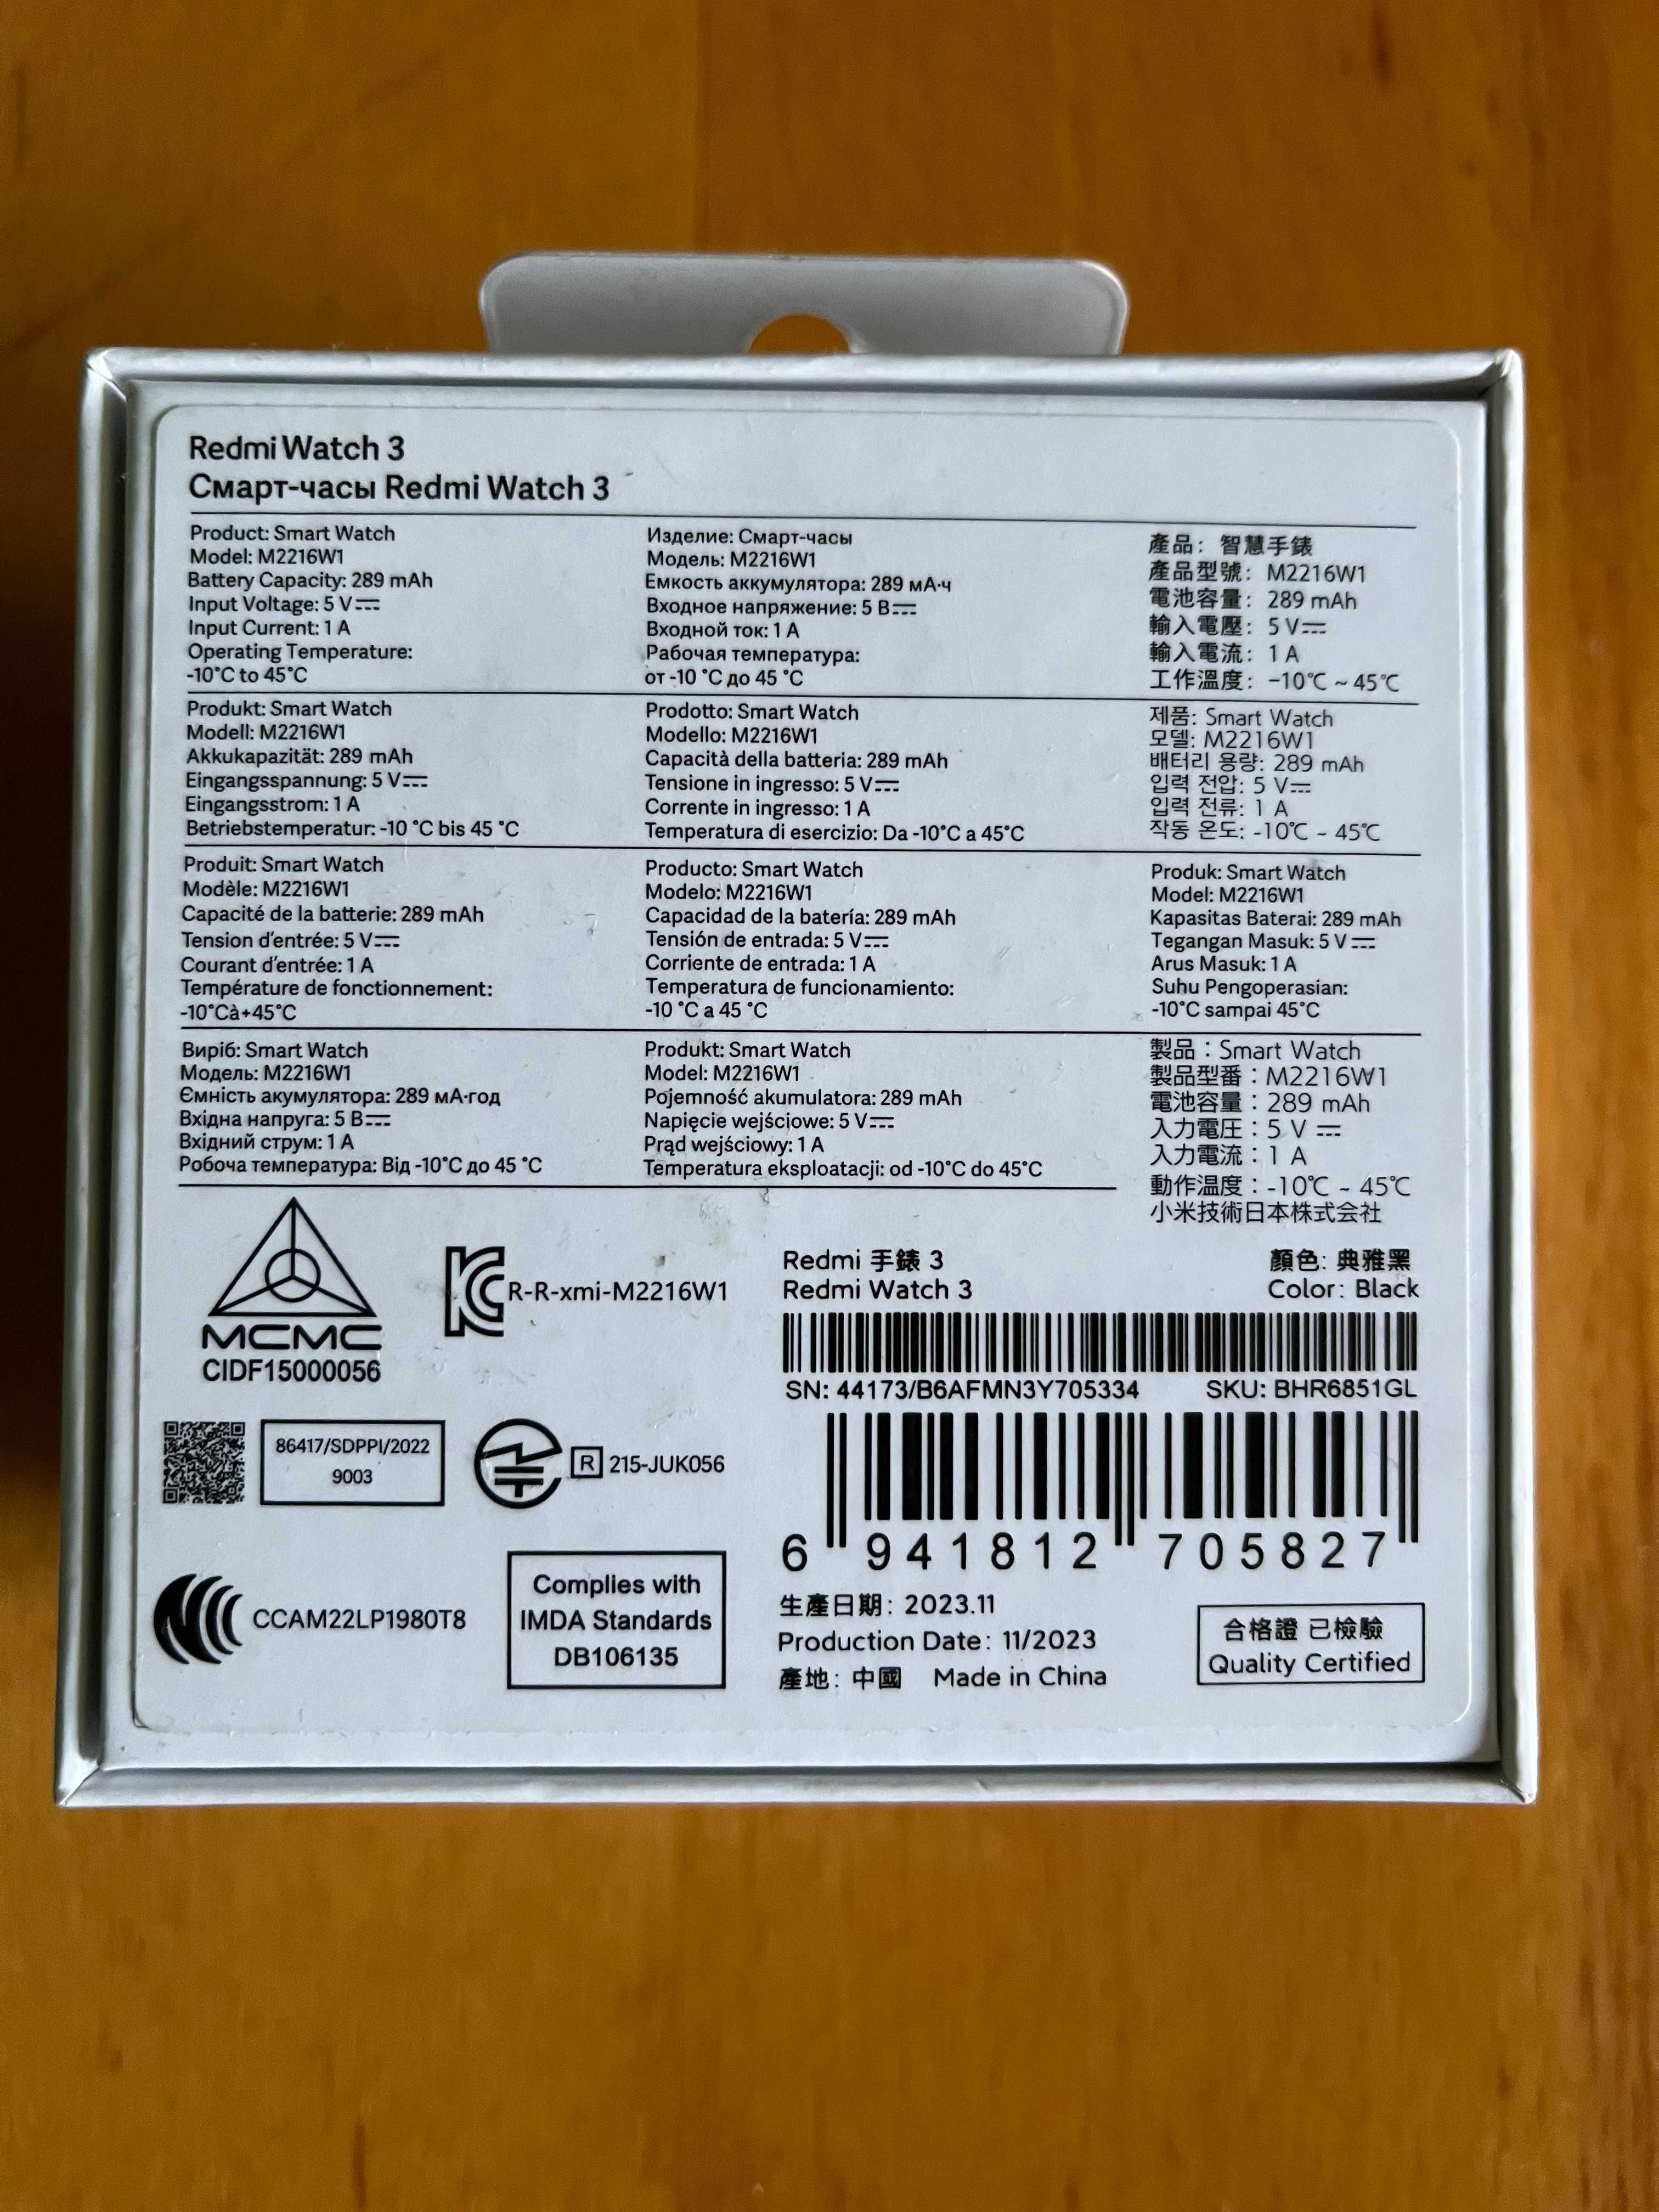 Redmi Watch 3
Смарт-часы Redmi Watch 3
Product: Smart Watch
Model: M2216W1
Battery Capacity: 289 mAh
Input Voltage: 5 V⎓
Input Current: 1 A
Operating Temperature:
-10°C to 45°C
Изделие: Смарт-часы
Модель: M2216W1
Емкость аккумулятора: 289 мА·ч
Входное напряжение: 5 В⎓
Входной ток: 1 А
Рабочая температура:
от -10 °C до 45 °C
產品: 智慧手錶
產品型號: M2216W1
電池容量: 289 mAh
輸入電壓: 5 V⎓
輸入電流: 1 A
工作溫度: -10℃ ~ 45℃
Produkt: Smart Watch
Modell: M2216W1
Akkukapazität: 289 mAh
Eingangsspannung: 5 V⎓
Eingangsstrom: 1 A
Betriebstemperatur: -10 °C bis 45 °C
Prodotto: Smart Watch
Modello: M2216W1
Capacità della batteria: 289 mAh
Tensione in ingresso: 5 V⎓
Corrente in ingresso: 1 A
Temperatura di esercizio: Da -10°C a 45°C
제품: Smart Watch
모델: M2216W1
배터리 용량: 289 mAh
입력 전압: 5 V⎓
입력 전류: 1 A
작동 온도: -10℃ ~ 45℃
Produit: Smart Watch
Modèle: M2216W1
Capacité de la batterie: 289 mAh
Tension d'entrée: 5 V⎓
Courant d'entrée: 1 A
Température de fonctionnement:
-10°Cà+45°C
Producto: Smart Watch
Modelo: M2216W1
Capacidad de la batería: 289 mAh
Tensión de entrada: 5 V⎓
Corriente de entrada: 1 A
Temperatura de funcionamiento:
-10 °C a 45 °C
Produk: Smart Watch
Model: M2216W1
Kapasitas Baterai: 289 mAh
Tegangan Masuk: 5 V⎓
Arus Masuk: 1 A
Suhu Pengoperasian:
-10°C sampai 45°C
Виріб: Smart Watch
Модель: M2216W1
Ємність акумулятора: 289 мА·год
Вхідна напруга: 5 В⎓
Вхідний струм: 1 А
Робоча температура: Від -10°C до 45 °C
Produkt: Smart Watch
Model: M2216W1
Pojemność akumulatora: 289 mAh
Napięcie wejściowe: 5 V⎓
Prąd wejściowy: 1 A
Temperatura eksploatacji: od -10°C do 45°C
製品：Smart Watch
製品型番：M2216W1
電池容量：289 mAh
入力電圧：5 V ⎓
入力電流：1 A
動作温度：-10℃ ~ 45℃
小米技術日本株式会社
MCMC
CIDF15000056
R-R-xmi-M2216W1
86417/SDPPI/2022
9003
R 215-JUK056
CCAM22LP1980T8
Complies with
IMDA Standards
DB106135
Redmi 手錶 3
Redmi Watch 3
顏色: 典雅黑
Color: Black
SN: 44173/B6AFMN3Y705334
SKU: BHR6851GL
6 941812 705827
生產日期: 2023.11
Production Date: 11/2023
產地: 中國 Made in China
合格證 已檢驗
Quality Certified